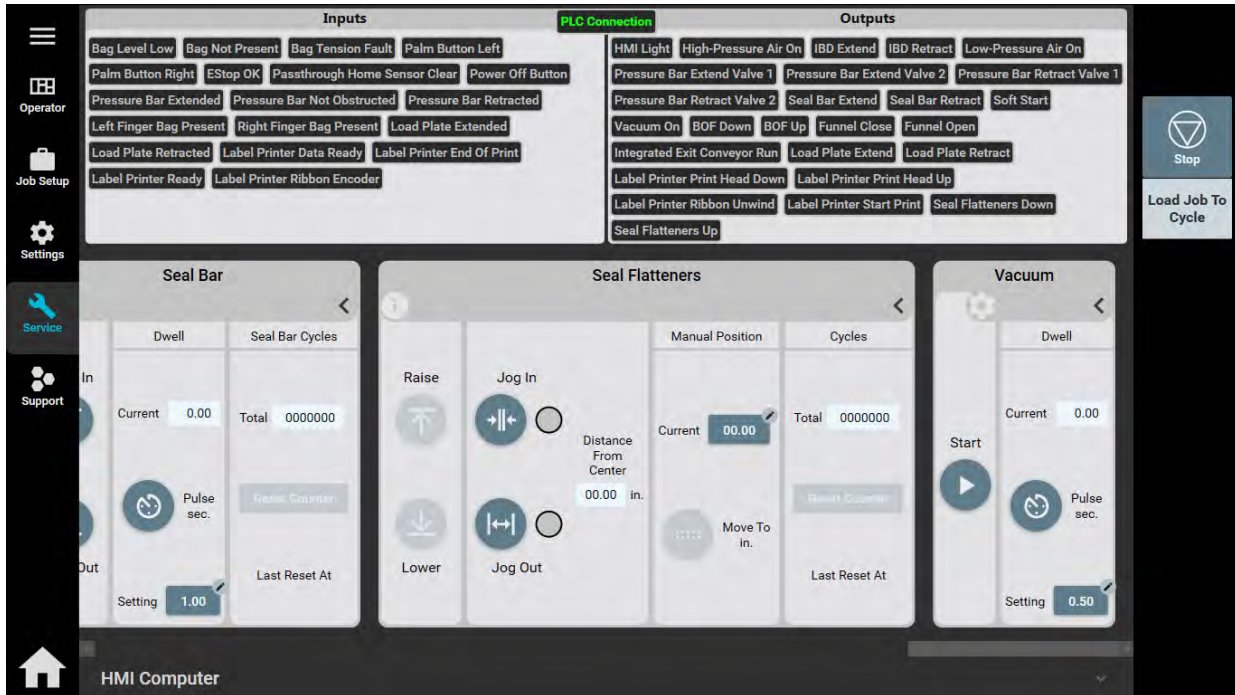 Inputs
PLC Connection
Outputs
Bag Level Low Bag Not Present Bag Tension Fault Palm Button Left
Palm Button Right EStop OK Passthrough Home Sensor Clear Power Off Button
Pressure Bar Extended Pressure Bar Not Obstructed Pressure Bar Retracted
Left Finger Bag Present Right Finger Bag Present Load Plate Extended
Load Plate Retracted Label Printer Data Ready Label Printer End Of Print
Label Printer Ready Label Printer Ribbon Encoder
HMI Light High-Pressure Air On IBD Extend IBD Retract Low-Pressure Air On
Pressure Bar Extend Valve 1 Pressure Bar Extend Valve 2 Pressure Bar Retract Valve 1
Pressure Bar Retract Valve 2 Seal Bar Extend Seal Bar Retract Soft Start
Vacuum On BOF Down BOF Up Funnel Close Funnel Open
Integrated Exit Conveyor Run Load Plate Extend Load Plate Retract
Label Printer Print Head Down Label Printer Print Head Up
Label Printer Ribbon Unwind Label Printer Start Print Seal Flatteners Down
Seal Flatteners Up
Operator
Job Setup
Settings
Service
Support
Stop
Load Job To
Cycle
Seal Bar
In
Out
Dwell
Current 0.00
Pulse
sec.
Setting 1.00
Seal Bar Cycles
Total 0000000
Reset Counter
Last Reset At
Seal Flatteners
Raise
Lower
Jog In
Jog Out
Distance
From
Center
00.00 in.
Manual Position
Current 00.00
Move To
in.
Cycles
Total 0000000
Reset Counter
Last Reset At
Vacuum
Start
Dwell
Current 0.00
Pulse
sec.
Setting 0.50
HMI Computer